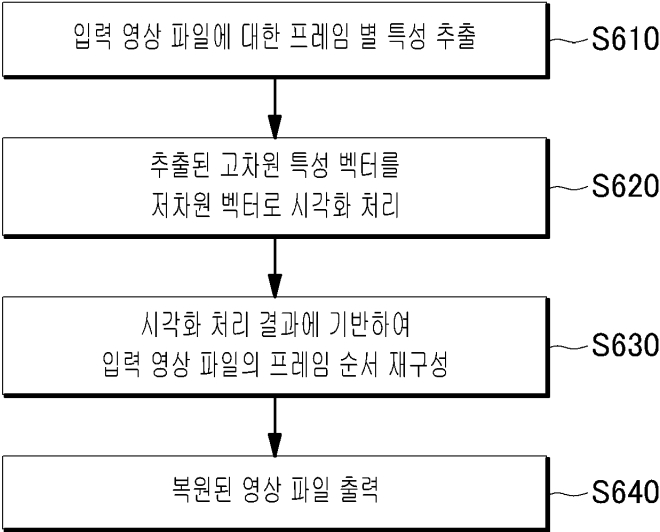 입력 영상 파일에 대한 프레임 별 특성 추출
S610
추출된 고차원 특성 벡터를
저차원 벡터로 시각화 처리
S620
시각화 처리 결과에 기반하여
입력 영상 파일의 프레임 순서 재구성
S630
복원된 영상 파일 출력
S640